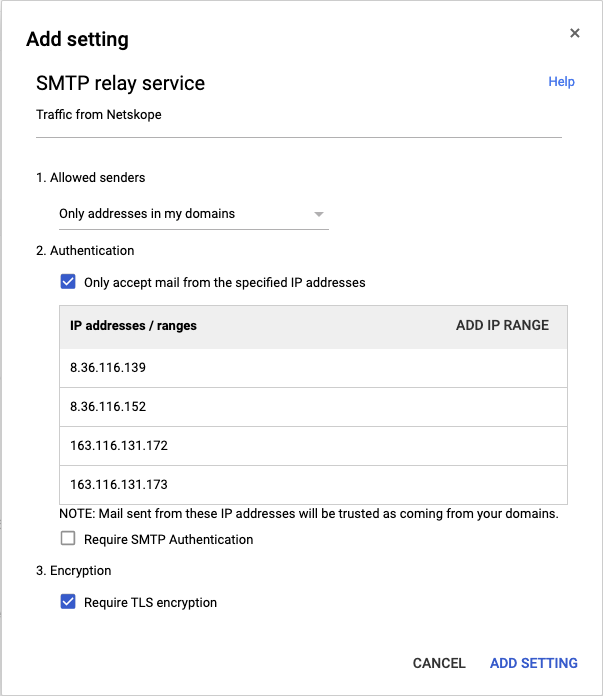 Add setting
×
SMTP relay service
Help
Traffic from Netskope
1. Allowed senders
Only addresses in my domains
2. Authentication
Only accept mail from the specified IP addresses
IP addresses / ranges ADD IP RANGE
8.36.116.139
8.36.116.152
163.116.131.172
163.116.131.173
NOTE: Mail sent from these IP addresses will be trusted as coming from your domains.
Require SMTP Authentication
3. Encryption
Require TLS encryption
CANCEL ADD SETTING